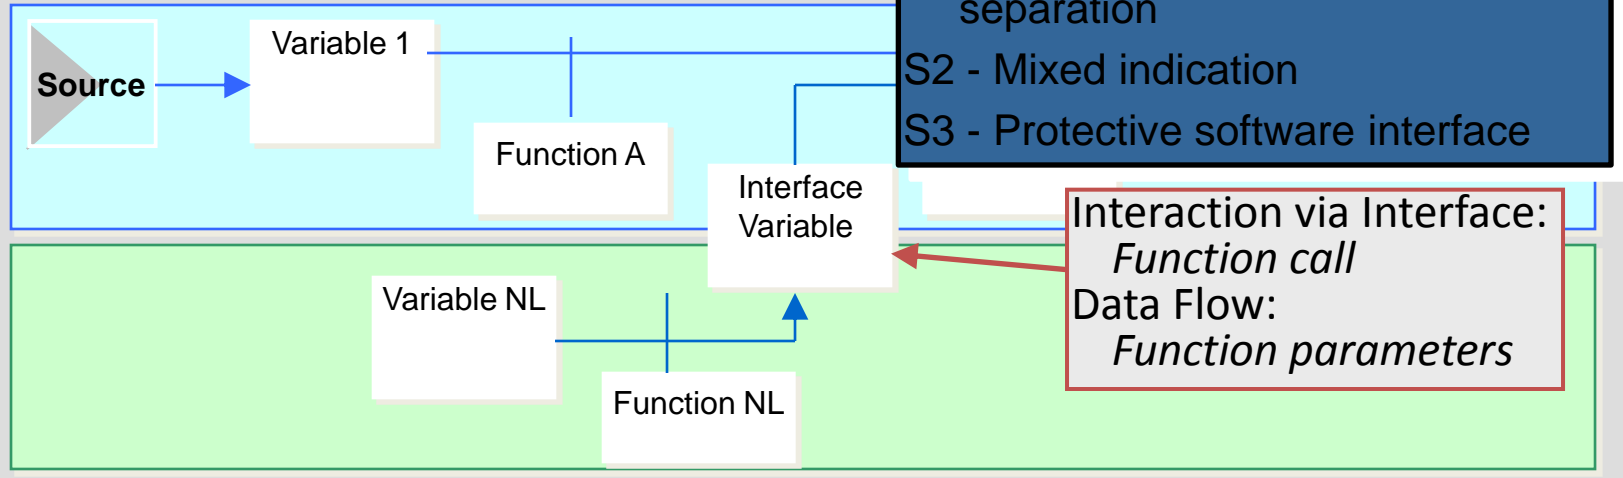 separation
S2 - Mixed indication
S3 - Protective software interface
Source
Variable 1
Function A
Interface
Variable
Interaction via Interface:
Function call
Data Flow:
Function parameters
Variable NL
Function NL